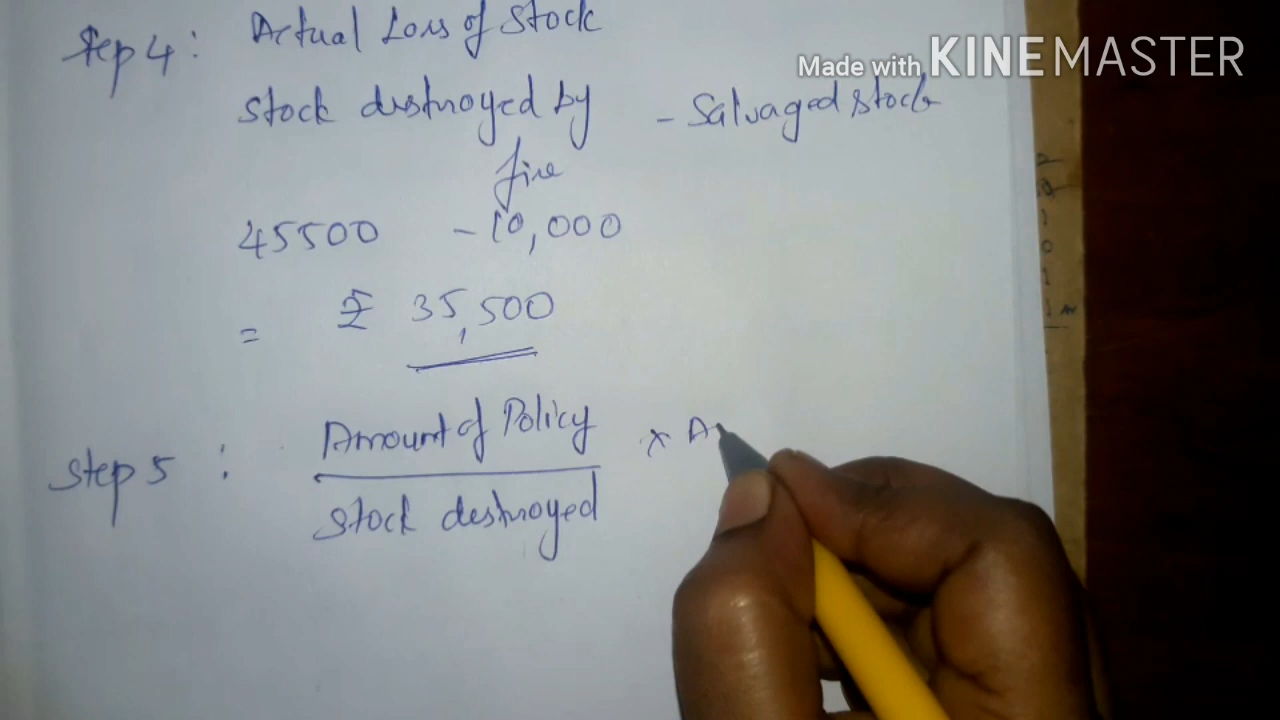 Made with KINEMASTER
Step 4 : Actual Loss of Stock
Stock destroyed by fire - Salvaged stock
45500 - 10,000
= ₹ 35,500
Step 5 : Amount of Policy × A
Stock destroyed